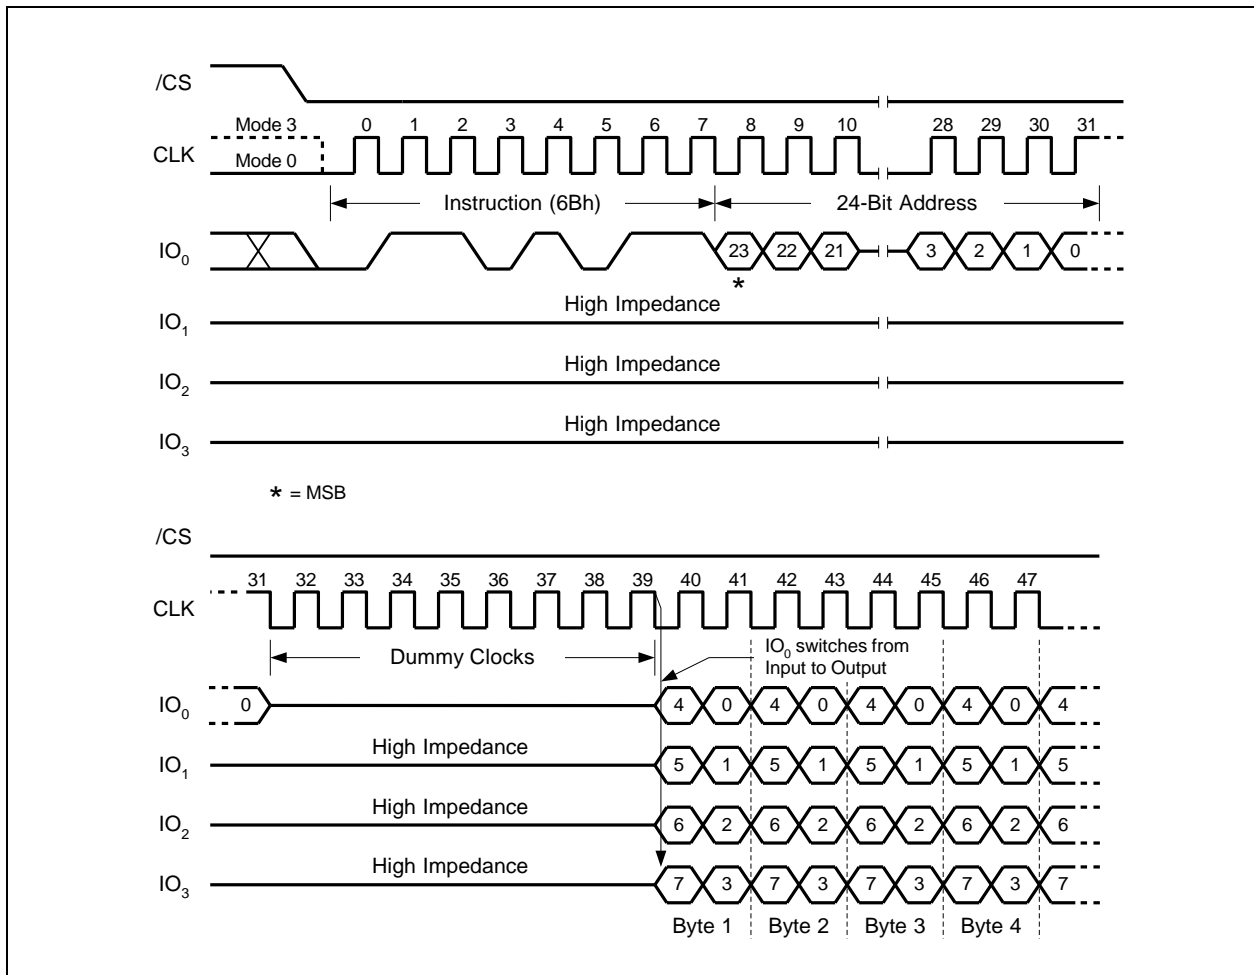 /CS
Mode 3 0 1 2 3 4 5 6 7 8 9 10 28 29 30 31
CLK
Mode 0
Instruction (6Bh) 24-Bit Address
IO0 23 22 21 3 2 1 0
*
High Impedance
IO1
High Impedance
IO2
High Impedance
IO3
* = MSB
/CS
31 32 33 34 35 36 37 38 39 40 41 42 43 44 45 46 47
CLK
Dummy Clocks
IO0 switches from
Input to Output
IO0 0 4 0 4 0 4 0 4 0 4
High Impedance
IO1 5 1 5 1 5 1 5 1 5
High Impedance
IO2 6 2 6 2 6 2 6 2 6
High Impedance
IO3 7 3 7 3 7 3 7 3 7
Byte 1 Byte 2 Byte 3 Byte 4